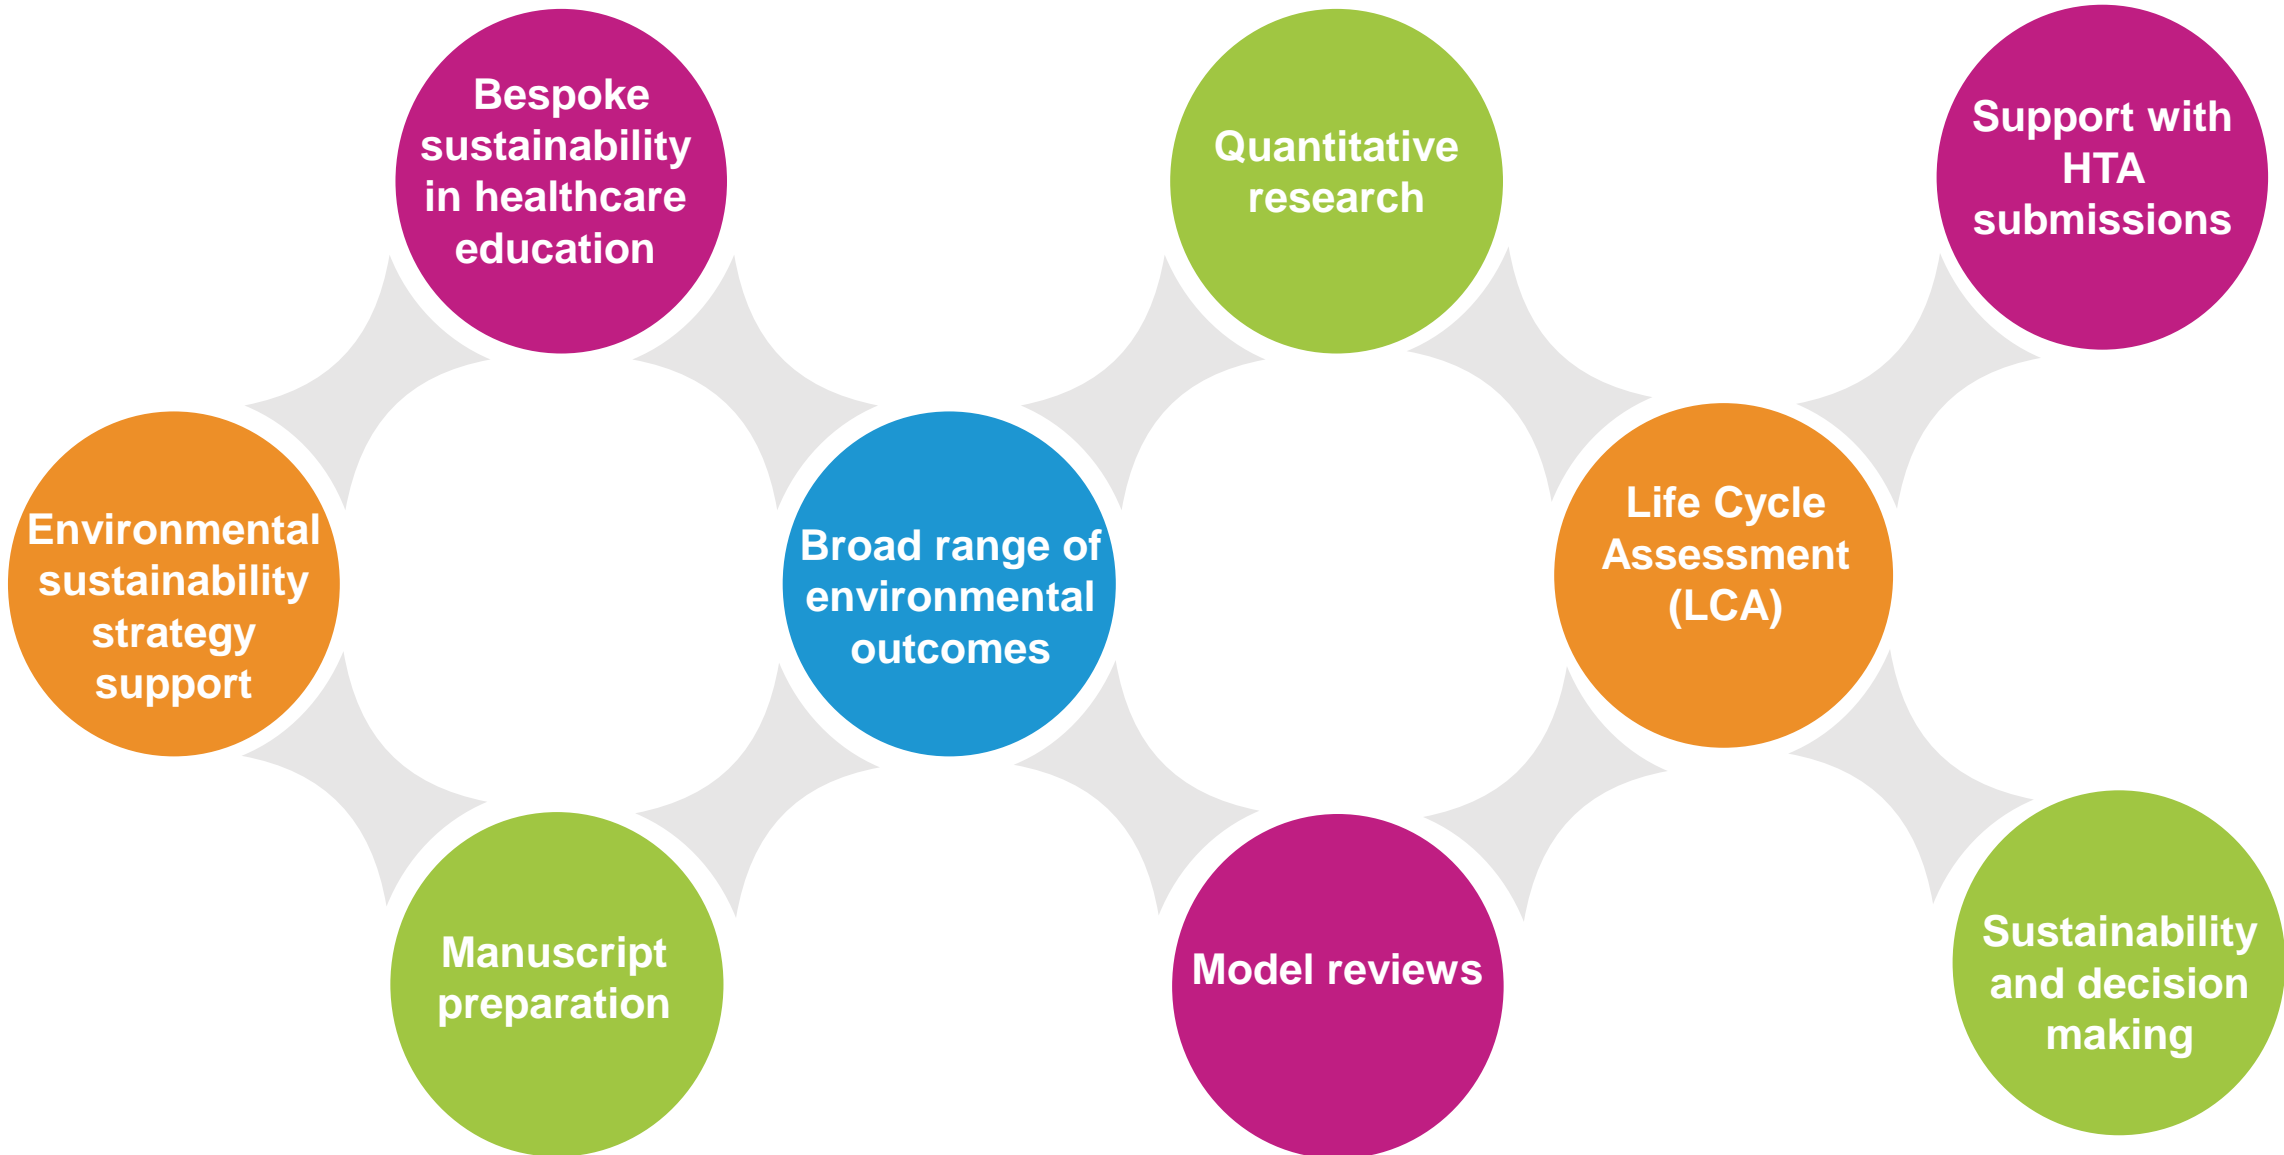 Bespoke
sustainability
in healthcare
education
Quantitative
research
Support with
HTA
submissions
Environmental
sustainability
strategy
support
Broad range of
environmental
outcomes
Life Cycle
Assessment
(LCA)
Manuscript
preparation
Model reviews
Sustainability
and decision
making